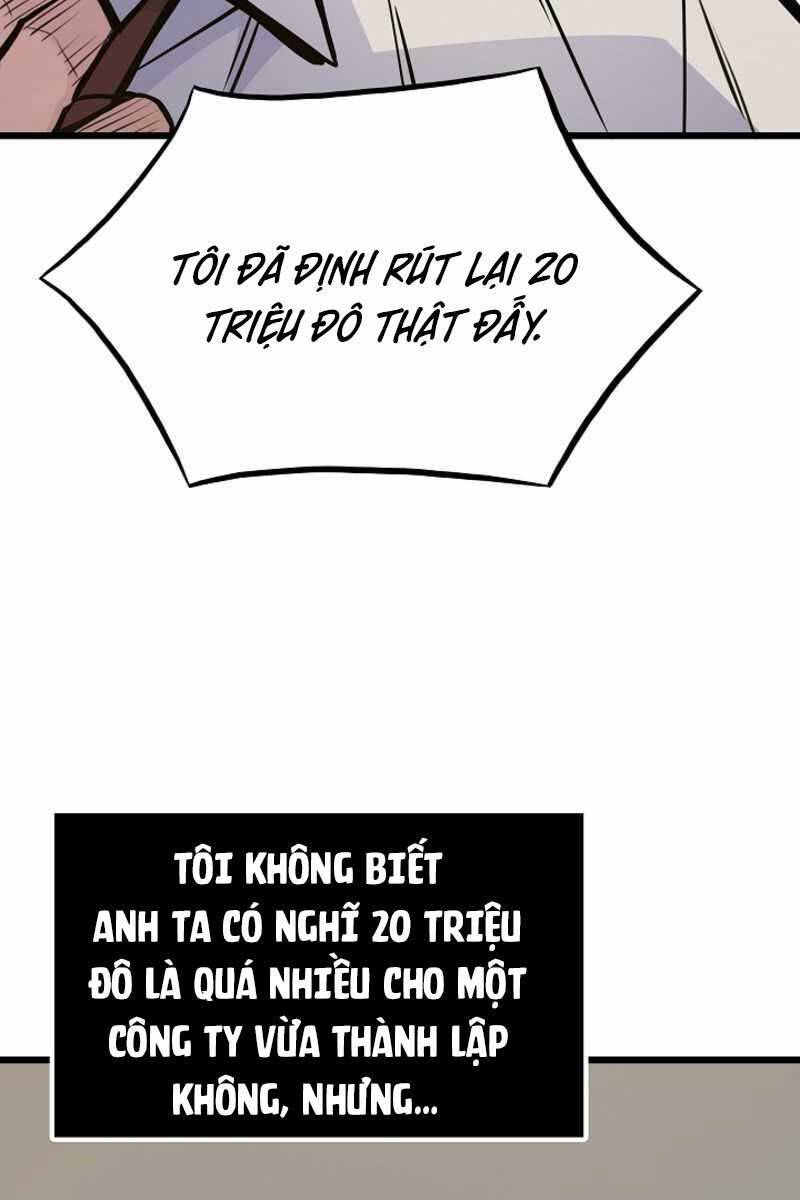 TÔI ĐÃ ĐỊNH RÚT LẠI 20
TRIỆU ĐÔ THẬT ĐẤY.
TÔI KHÔNG BIẾT
ANH TA CÓ NGHĨ 20 TRIỆU
ĐÔ LÀ QUÁ NHIỀU CHO MỘT
CÔNG TY VỪA THÀNH LẬP
KHÔNG, NHƯNG...